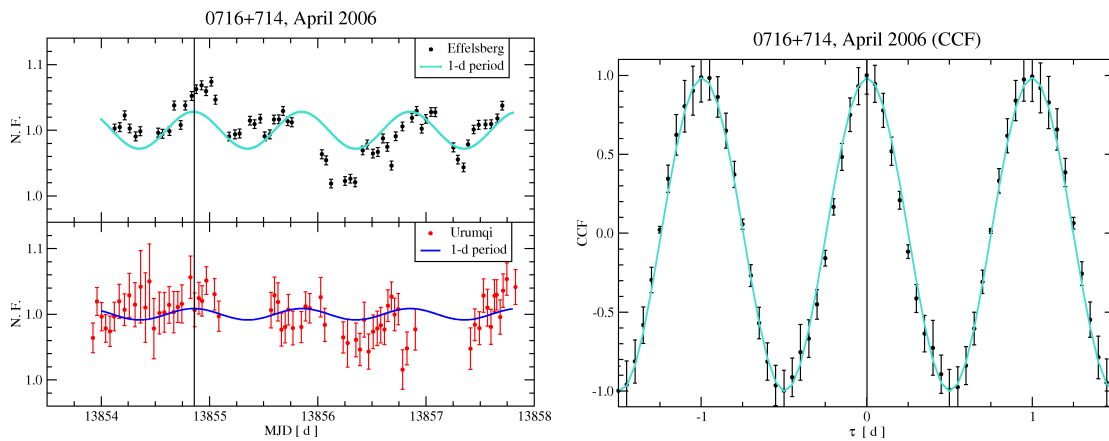 0716+714, April 2006
Effelsberg
1-d period
1.1
1.0
1.0
N. F.
Urumqi
1-d period
1.1
1.0
1.0
N. F.
13854
13855
13856
13857
13858
MJD [ d ]
0716+714, April 2006 (CCF)
1.0
0.5
0.0
-0.5
-1.0
CCF
-1
0
1
τ [ d ]